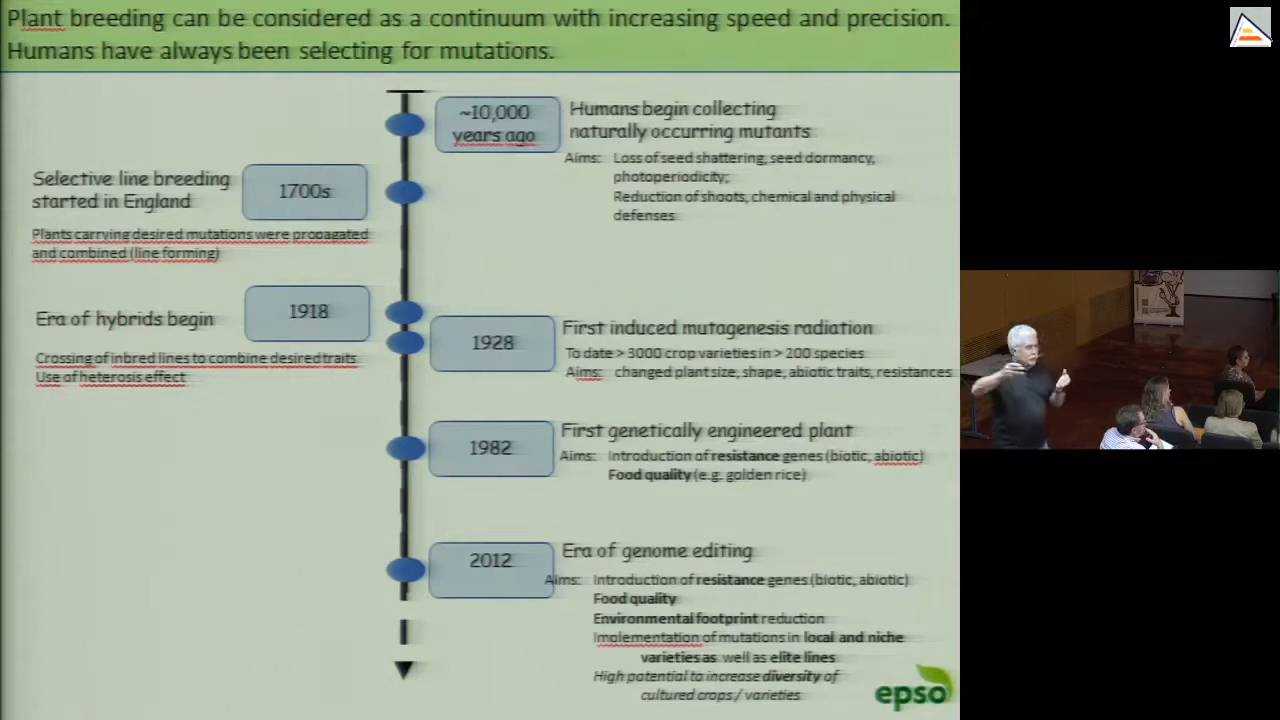 Plant breeding can be considered as a continuum with increasing speed and precision.
Humans have always been selecting for mutations.
~10,000
years ago
Humans begin collecting
naturally occurring mutants
Aims: Loss of seed shattering, seed dormancy,
photoperiodicity;
Reduction of shoots, chemical and physical
defenses
Selective line breeding
started in England
1700s
Plants carrying desired mutations were propagated
and combined (line forming)
Era of hybrids begin
1918
Crossing of inbred lines to combine desired traits
Use of heterosis effect
1928
First induced mutagenesis radiation
To date > 3000 crop varieties in > 200 species
Aims: changed plant size, shape, abiotic traits, resistances
1982
First genetically engineered plant
Aims: Introduction of resistance genes (biotic, abiotic)
Food quality (e.g. golden rice)
2012
Era of genome editing
Aims: Introduction of resistance genes (biotic, abiotic)
Food quality
Environmental footprint reduction
Implementation of mutations in local and niche
varieties as well as elite lines
High potential to increase diversity of
cultured crops / varieties
epso